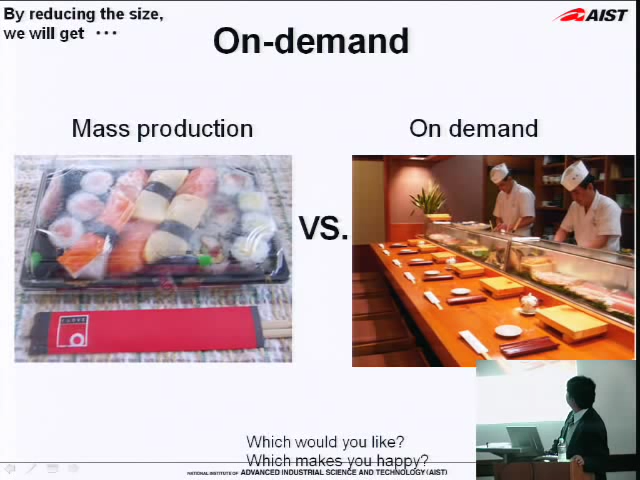 By reducing the size,
we will get ･･･
AIST
On-demand
Mass production
On demand
VS.
Which would you like?
Which makes you happy?
NATIONAL INSTITUTE OF ADVANCED INDUSTRIAL SCIENCE AND TECHNOLOGY (AIST)